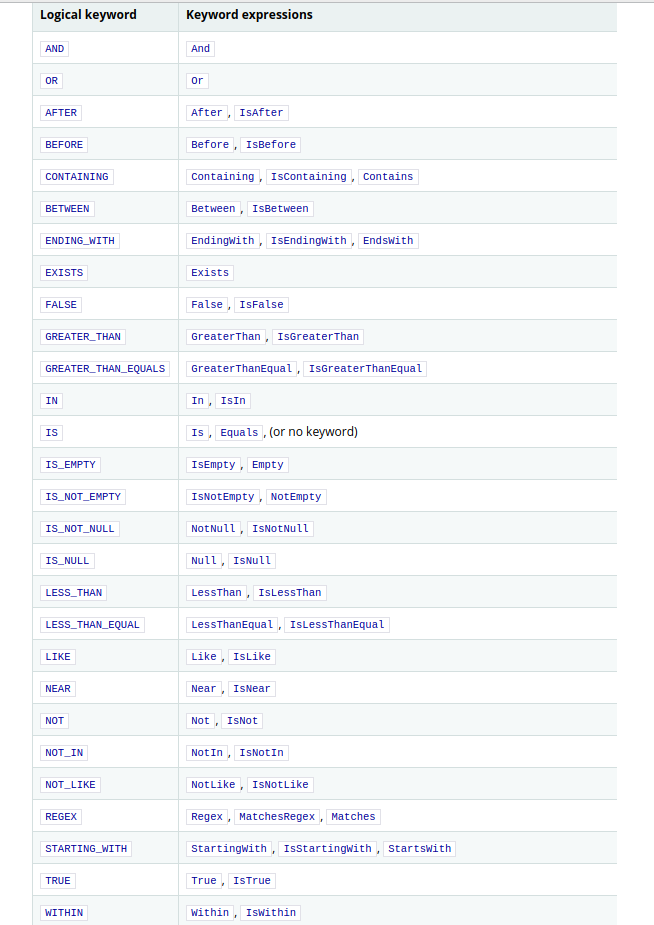 Logical keyword Keyword expressions
AND And
OR Or
AFTER After, IsAfter
BEFORE Before, IsBefore
CONTAINING Containing, IsContaining, Contains
BETWEEN Between, IsBetween
ENDING_WITH EndingWith, IsEndingWith, EndsWith
EXISTS Exists
FALSE False, IsFalse
GREATER_THAN GreaterThan, IsGreaterThan
GREATER_THAN_EQUALS GreaterThanEqual, IsGreaterThanEqual
IN In, IsIn
IS Is, Equals, (or no keyword)
IS_EMPTY IsEmpty, Empty
IS_NOT_EMPTY IsNotEmpty, NotEmpty
IS_NOT_NULL NotNull, IsNotNull
IS_NULL Null, IsNull
LESS_THAN LessThan, IsLessThan
LESS_THAN_EQUAL LessThanEqual, IsLessThanEqual
LIKE Like, IsLike
NEAR Near, IsNear
NOT Not, IsNot
NOT_IN NotIn, IsNotIn
NOT_LIKE NotLike, IsNotLike
REGEX Regex, MatchesRegex, Matches
STARTING_WITH StartingWith, IsStartingWith, StartsWith
TRUE True, IsTrue
WITHIN Within, IsWithin